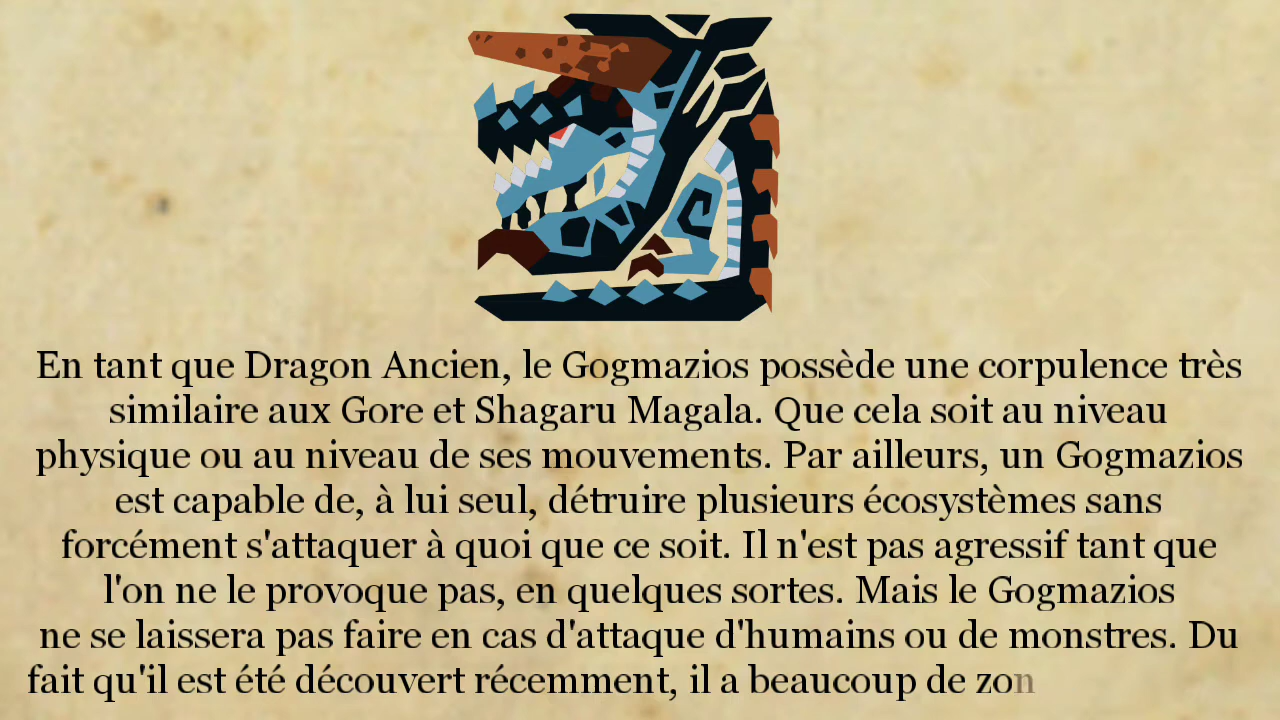 En tant que Dragon Ancien, le Gogmazios possède une corpulence très
similaire aux Gore et Shagaru Magala. Que cela soit au niveau
physique ou au niveau de ses mouvements. Par ailleurs, un Gogmazios
est capable de, à lui seul, détruire plusieurs écosystèmes sans
forcément s'attaquer à quoi que ce soit. Il n'est pas agressif tant que
l'on ne le provoque pas, en quelques sortes. Mais le Gogmazios
ne se laissera pas faire en cas d'attaque d'humains ou de monstres. Du
fait qu'il est été découvert récemment, il a beaucoup de zon